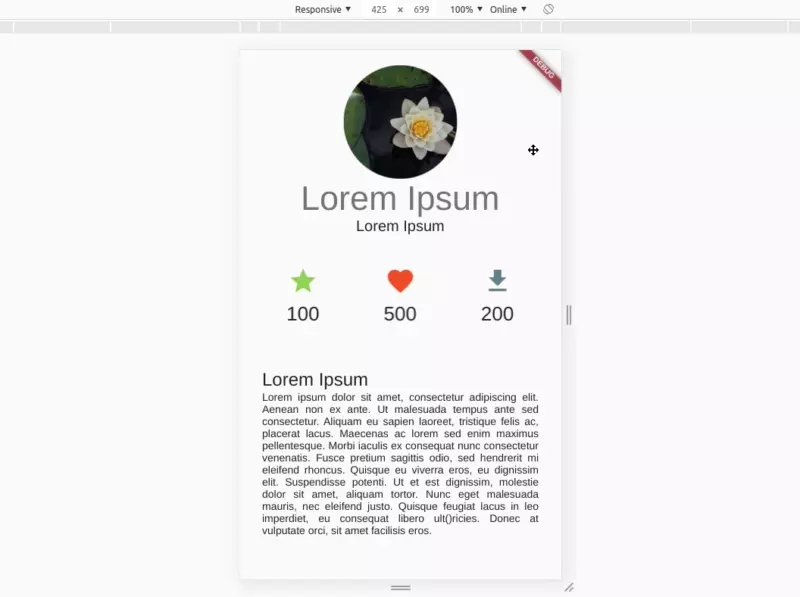 Responsive ▼ 425 × 699 100% ▼ Online ▼
DEBUG
Lorem Ipsum
Lorem Ipsum
100 500 200
Lorem Ipsum
Lorem ipsum dolor sit amet, consectetur adipiscing elit.
Aenean non ex ante. Ut malesuada tempus ante sed
consectetur. Aliquam eu sapien laoreet, tristique felis ac,
placerat lacus. Maecenas ac lorem sed enim maximus
pellentesque. Morbi iaculis ex consequat nunc consectetur
venenatis. Fusce pretium sagittis odio, sed hendrerit mi
eleifend rhoncus. Quisque eu viverra eros, eu dignissim
elit. Suspendisse potenti. Ut et est dignissim, molestie
dolor sit amet, aliquam tortor. Nunc eget malesuada
mauris, nec eleifend justo. Quisque feugiat lacus in leo
imperdiet, eu consequat libero ult()ricies. Donec at
vulputate orci, sit amet facilisis eros.